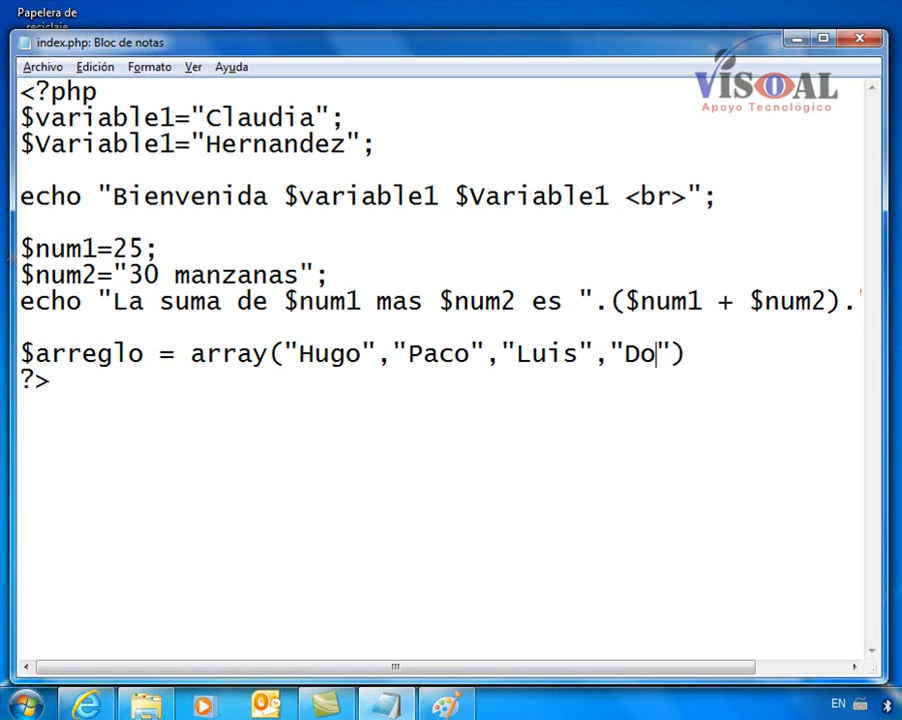 Papelera de
reciclaje
index.php: Bloc de notas
Archivo Edición Formato Ver Ayuda
VISOAL
Apoyo Tecnológico
<?php
$variable1="Claudia";
$Variable1="Hernandez";
echo "Bienvenida $variable1 $Variable1 <br>";
$num1=25;
$num2="30 manzanas";
echo "La suma de $num1 mas $num2 es ".($num1 + $num2)."
$arreglo = array("Hugo","Paco","Luis","Do")
?>
EN